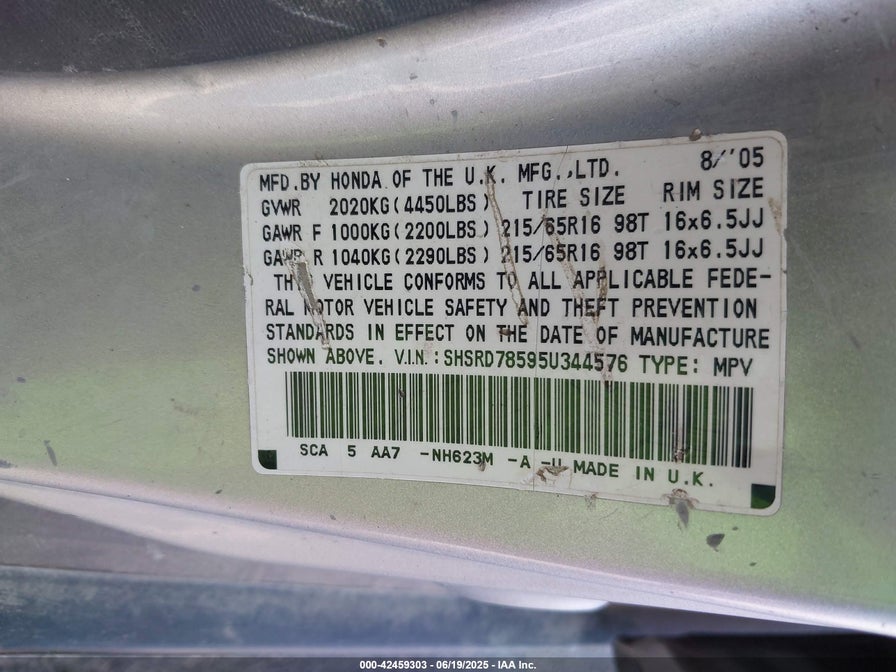 MFD.BY HONDA OF THE U.K. MFG.,LTD. 8/'05
GVWR 2020KG(4450LBS) TIRE SIZE RIM SIZE
GAWR F 1000KG(2200LBS) 215/65R16 98T 16x6.5JJ
GAWR R 1040KG(2290LBS) 215/65R16 98T 16x6.5JJ
THIS VEHICLE CONFORMS TO ALL APPLICABLE FEDE-
RAL MOTOR VEHICLE SAFETY AND THEFT PREVENTION
STANDARDS IN EFFECT ON THE DATE OF MANUFACTURE
SHOWN ABOVE. V.I.N.:SHSRD78595U344576 TYPE: MPV
SCA 5 AA7 -NH623M -A -U MADE IN U.K.
000-42459303 - 06/19/2025 - IAA Inc.